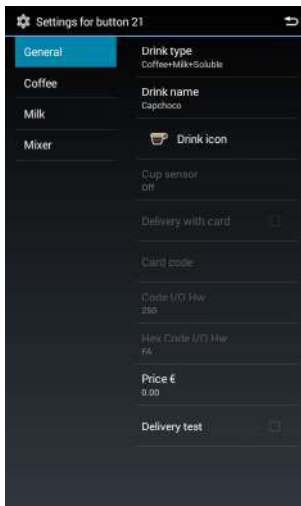 Settings for button 21
General
Coffee
Milk
Mixer
Drink type
Coffee+Milk+Soluble
Drink name
Capchoco
Drink icon
Cup sensor
Off
Delivery with card
Card code
Code I/O Hw
250
Hex Code I/O Hw
FA
Price €
0.00
Delivery test